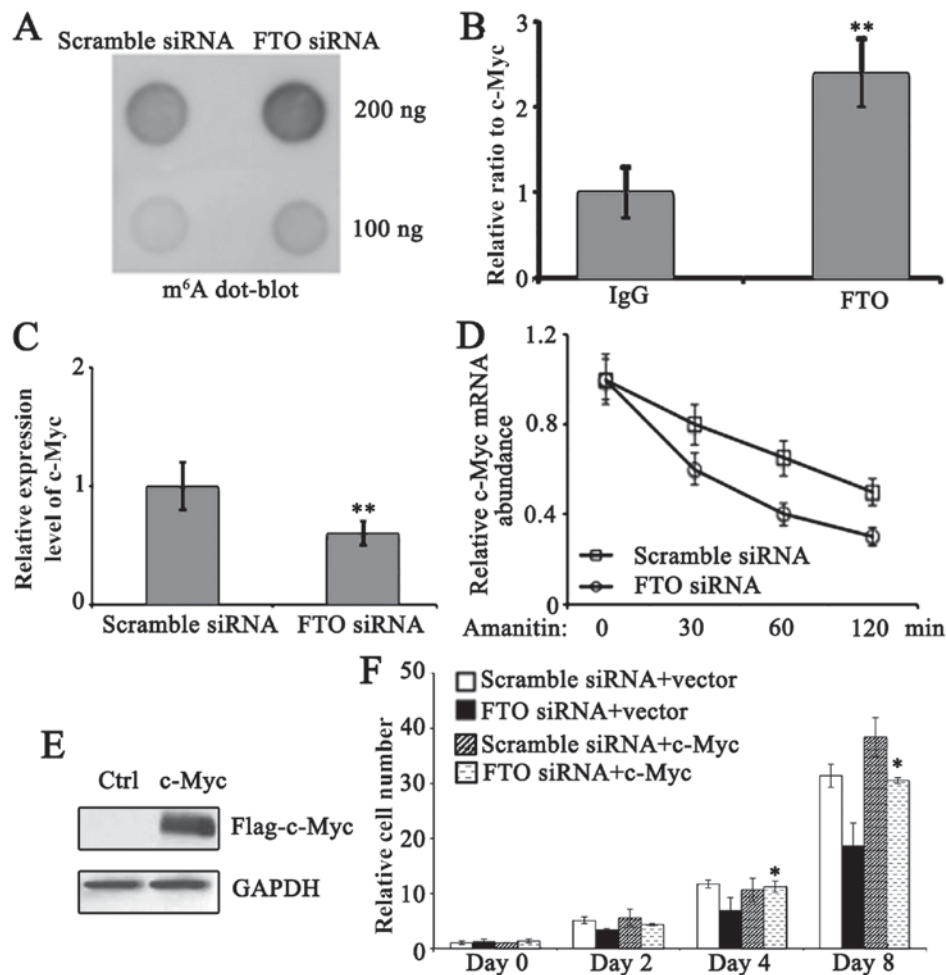 A
Scramble siRNA FTO siRNA
200 ng
100 ng
m⁶A dot-blot
B
Relative ratio to c-Myc
3
2
1
0
**
IgG FTO
C
Relative expression
level of c-Myc
2
1
0
**
Scramble siRNA FTO siRNA
D
Relative c-Myc mRNA
abundance
1.2
0.8
0.4
0
Scramble siRNA
FTO siRNA
Amanitin: 0 30 60 120 min
E
Ctrl c-Myc
Flag-c-Myc
GAPDH
F
Relative cell number
50
40
30
20
10
0
Scramble siRNA+vector
FTO siRNA+vector
Scramble siRNA+c-Myc
FTO siRNA+c-Myc
*
*
Day 0 Day 2 Day 4 Day 8